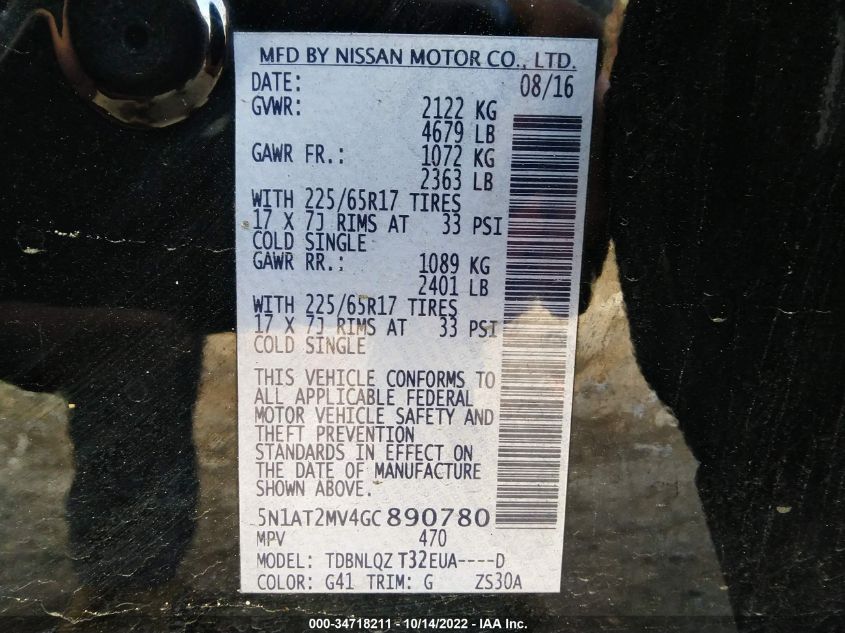 MFD BY NISSAN MOTOR CO., LTD.
DATE: 08/16
GVWR: 2122 KG
4679 LB
GAWR FR.: 1072 KG
2363 LB
WITH 225/65R17 TIRES
17 X 7J RIMS AT 33 PSI
COLD SINGLE
GAWR RR.: 1089 KG
2401 LB
WITH 225/65R17 TIRES
17 X 7J RIMS AT 33 PSI
COLD SINGLE
THIS VEHICLE CONFORMS TO
ALL APPLICABLE FEDERAL
MOTOR VEHICLE SAFETY AND
THEFT PREVENTION
STANDARDS IN EFFECT ON
THE DATE OF MANUFACTURE
SHOWN ABOVE.
5N1AT2MV4GC890780
MPV 470
MODEL: TDBNLQZ T32EUA----D
COLOR: G41 TRIM: G ZS30A
000-34718211 - 10/14/2022 - IAA Inc.